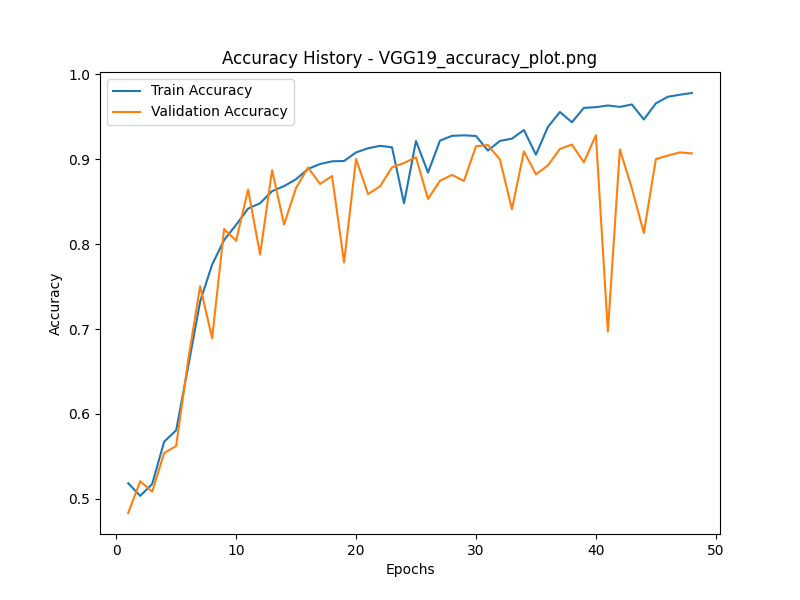 Accuracy History - VGG19_accuracy_plot.png
Train Accuracy
Validation Accuracy
1.0
0.9
0.8
0.7
0.6
0.5
Accuracy
0 10 20 30 40 50
Epochs